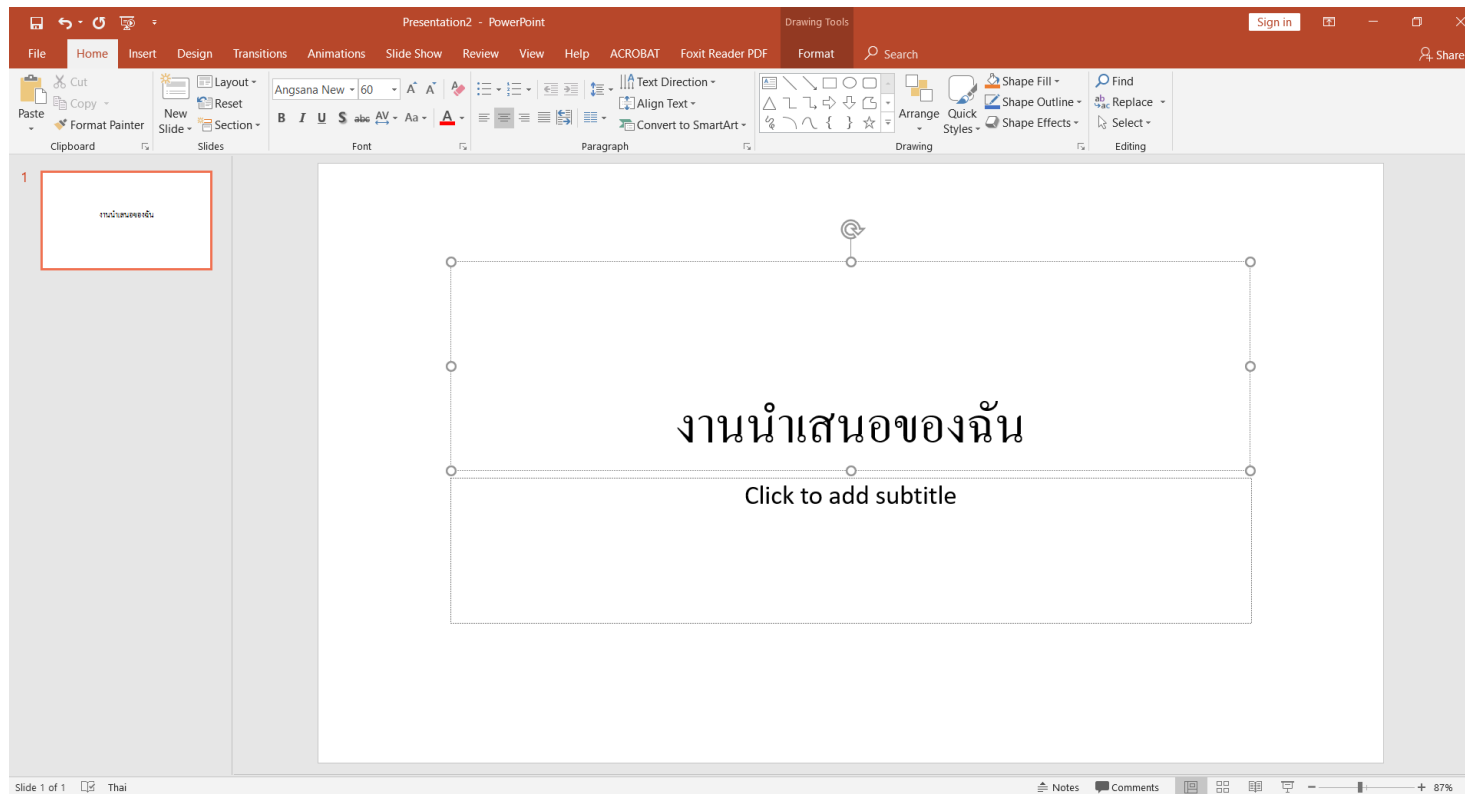 Presentation2 - PowerPoint
Drawing Tools
Sign in
File Home Insert Design Transitions Animations Slide Show Review View Help ACROBAT Foxit Reader PDF Format Search Share
Paste
Cut
Copy
Format Painter
Clipboard
New Slide
Layout
Reset
Section
Slides
Angsana New 60
B I U S abc AV Aa A
Font
Text Direction
Align Text
Convert to SmartArt
Paragraph
Arrange
Quick Styles
Shape Fill
Shape Outline
Shape Effects
Drawing
Find
Replace
Select
Editing
1
งานนำเสนอของฉัน
งานนำเสนอของฉัน
Click to add subtitle
Slide 1 of 1 Thai Notes Comments 87%